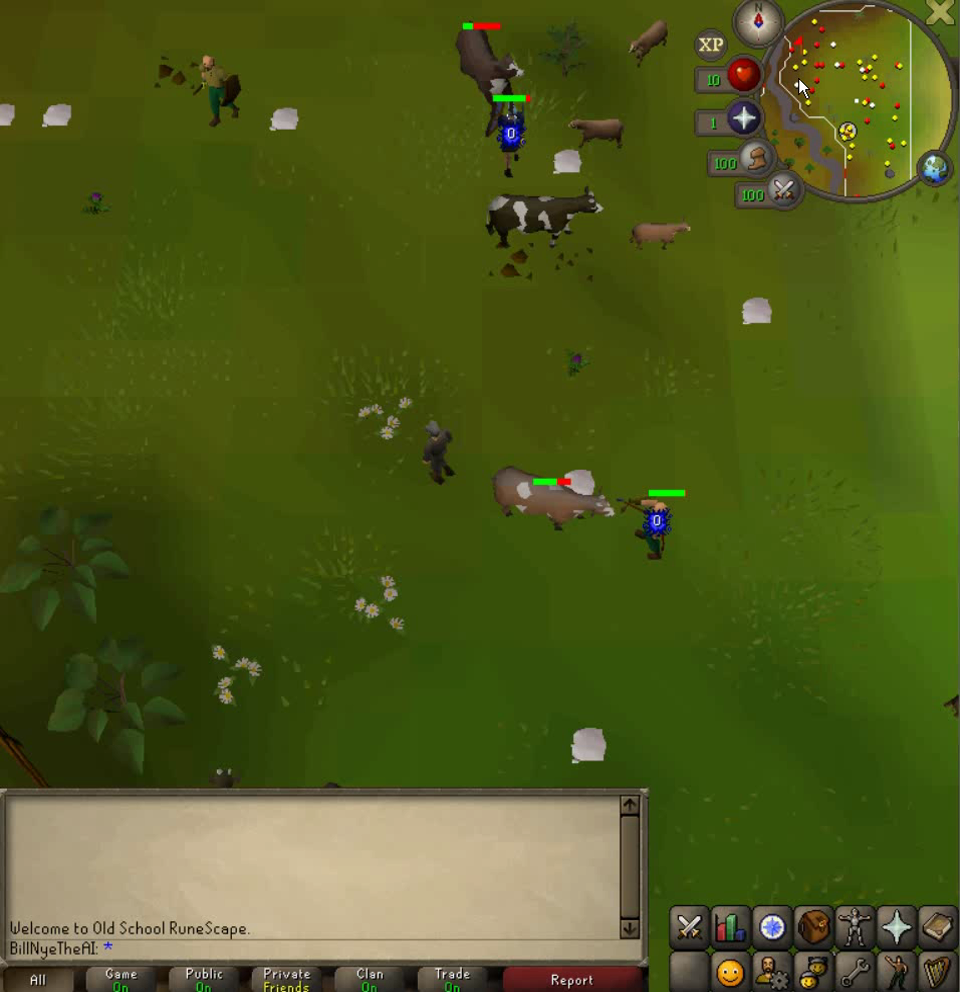 N
XP
10
0
1
100
100
0
Welcome to Old School RuneScape.
BillNyeTheAI: *
All
Game
On
Public
On
Private
Friends
Clan
On
Trade
On
Report